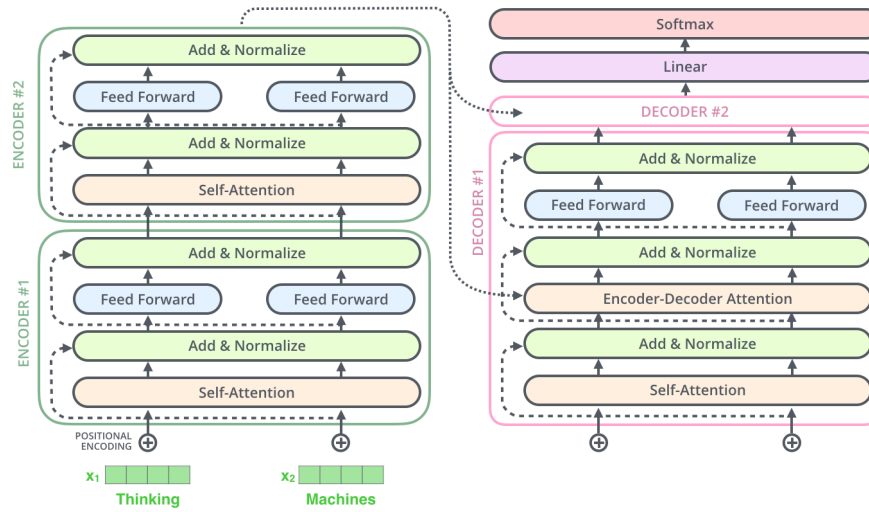 ENCODER #2
Add & Normalize
Feed Forward
Feed Forward
Add & Normalize
Self-Attention
ENCODER #1
Add & Normalize
Feed Forward
Feed Forward
Add & Normalize
Self-Attention
POSITIONAL
ENCODING
x₁
x₂
Thinking
Machines
Softmax
Linear
DECODER #2
DECODER #1
Add & Normalize
Feed Forward
Feed Forward
Add & Normalize
Encoder-Decoder Attention
Add & Normalize
Self-Attention